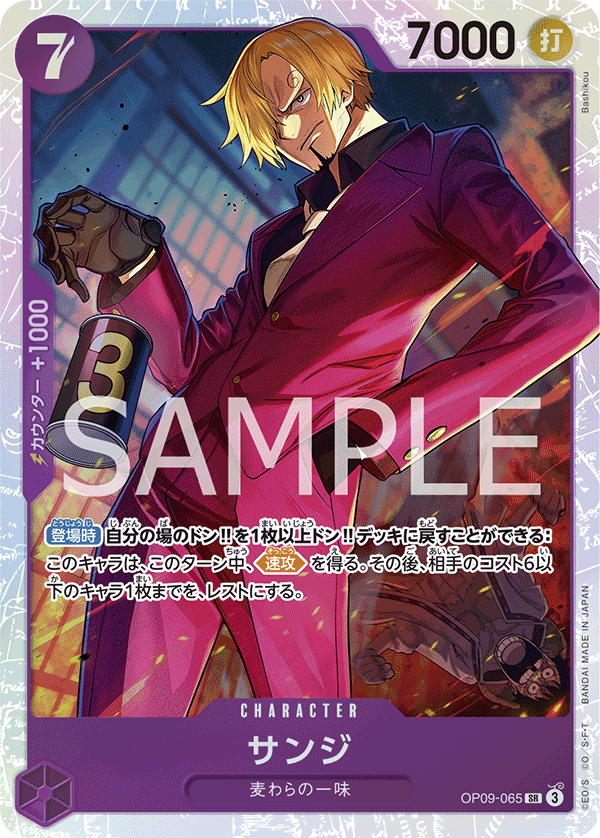 7
7000
打
Bashikou
カウンター +1000
3
SAMPLE
登場時 自分の場のドン!!を1枚以上ドン!!デッキに戻すことができる:
このキャラは、このターン中、速攻を得る。その後、相手のコスト6以
下のキャラ1枚までを、レストにする。
CHARACTER
サンジ
麦わらの一味
OP09-065 SR 3
©E.O/S ©O/S・F・T BANDAI MADE IN JAPAN